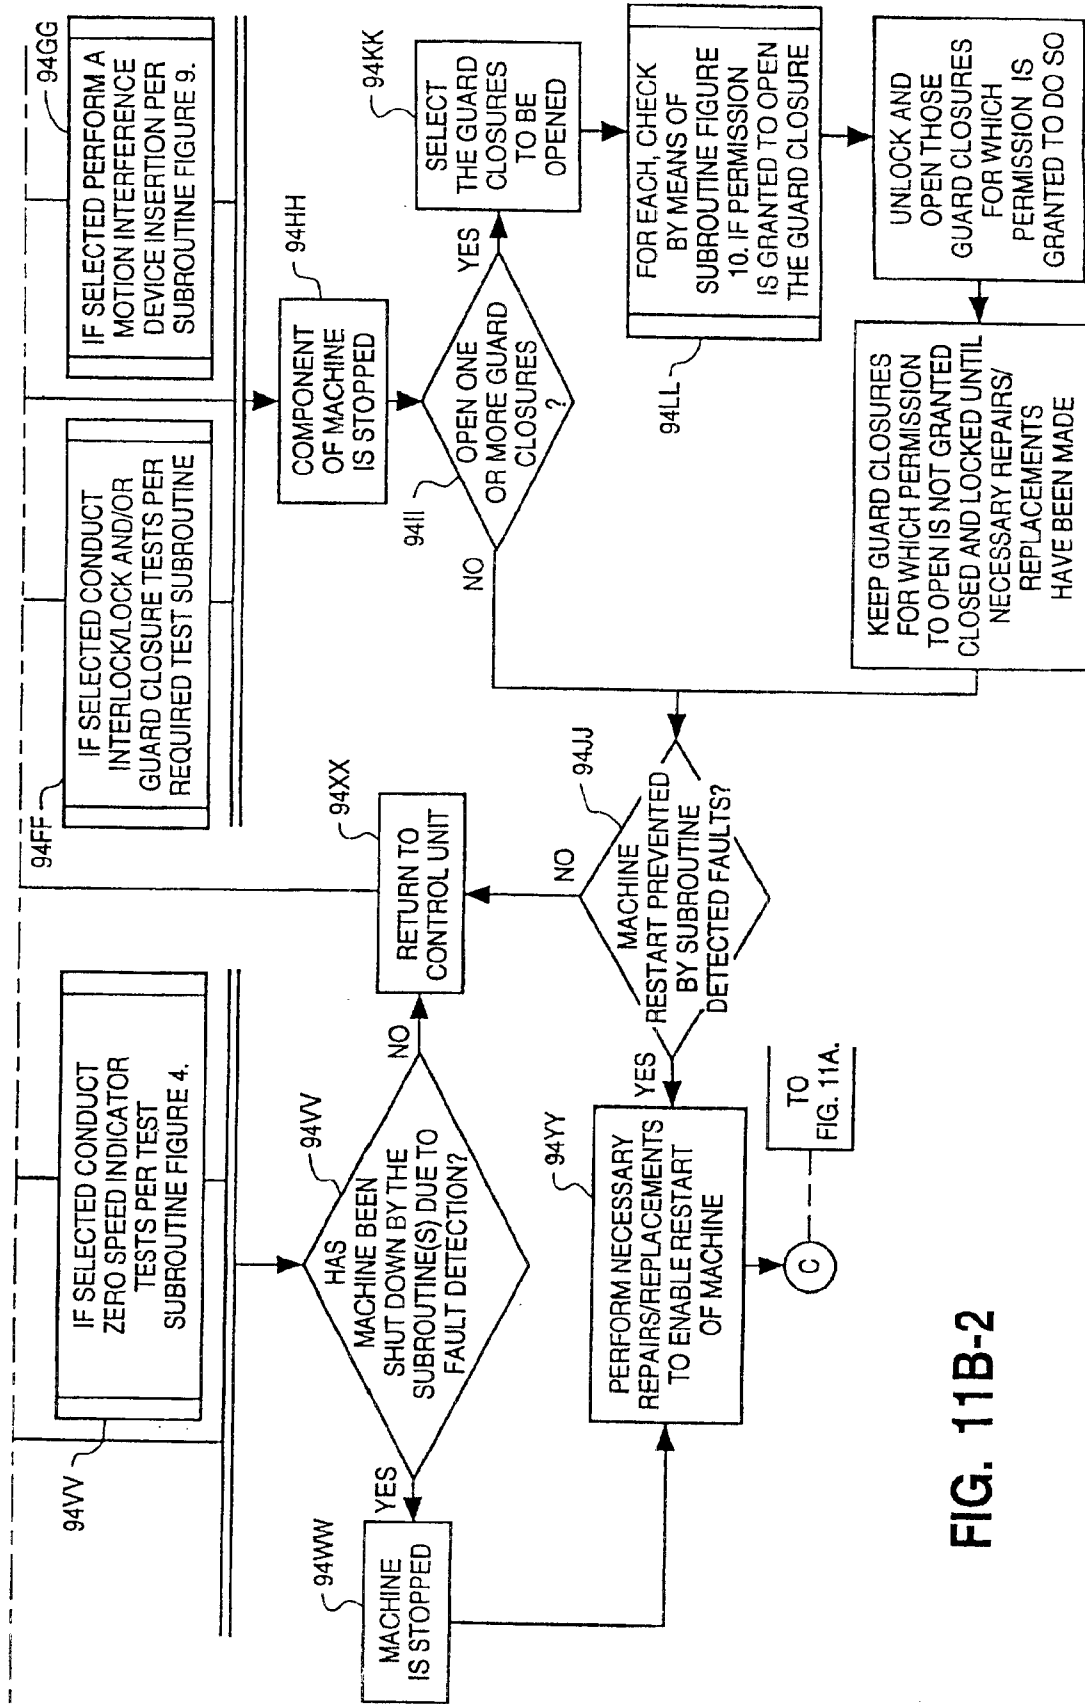 94VV
IF SELECTED CONDUCT
ZERO SPEED INDICATOR
TESTS PER TEST
SUBROUTINE FIGURE 4.
94FF
IF SELECTED CONDUCT
INTERLOCK/LOCK AND/OR
GUARD CLOSURE TESTS PER
REQUIRED TEST SUBROUTINE
94GG
IF SELECTED PERFORM A
MOTION INTERFERENCE
DEVICE INSERTION PER
SUBROUTINE FIGURE 9.
94VV
HAS
MACHINE BEEN
SHUT DOWN BY THE
SUBROUTINE(S) DUE TO
FAULT DETECTION?
YES
NO
94WW
MACHINE
IS STOPPED
94XX
RETURN TO
CONTROL UNIT
94HH
COMPONENT
OF MACHINE
IS STOPPED
94II
OPEN ONE
OR MORE GUARD
CLOSURES
?
NO
YES
94KK
SELECT
THE GUARD
CLOSURES
TO BE
OPENED
94LL
FOR EACH, CHECK
BY MEANS OF
SUBROUTINE FIGURE
10. IF PERMISSION
IS GRANTED TO OPEN
THE GUARD CLOSURE
UNLOCK AND
OPEN THOSE
GUARD CLOSURES
FOR WHICH
PERMISSION IS
GRANTED TO DO SO
KEEP GUARD CLOSURES
FOR WHICH PERMISSION
TO OPEN IS NOT GRANTED
CLOSED AND LOCKED UNTIL
NECESSARY REPAIRS/
REPLACEMENTS
HAVE BEEN MADE
94JJ
MACHINE
RESTART PREVENTED
BY SUBROUTINE
DETECTED FAULTS?
NO
YES
94YY
PERFORM NECESSARY
REPAIRS/REPLACEMENTS
TO ENABLE RESTART
OF MACHINE
C
TO
FIG. 11A.
FIG. 11B-2